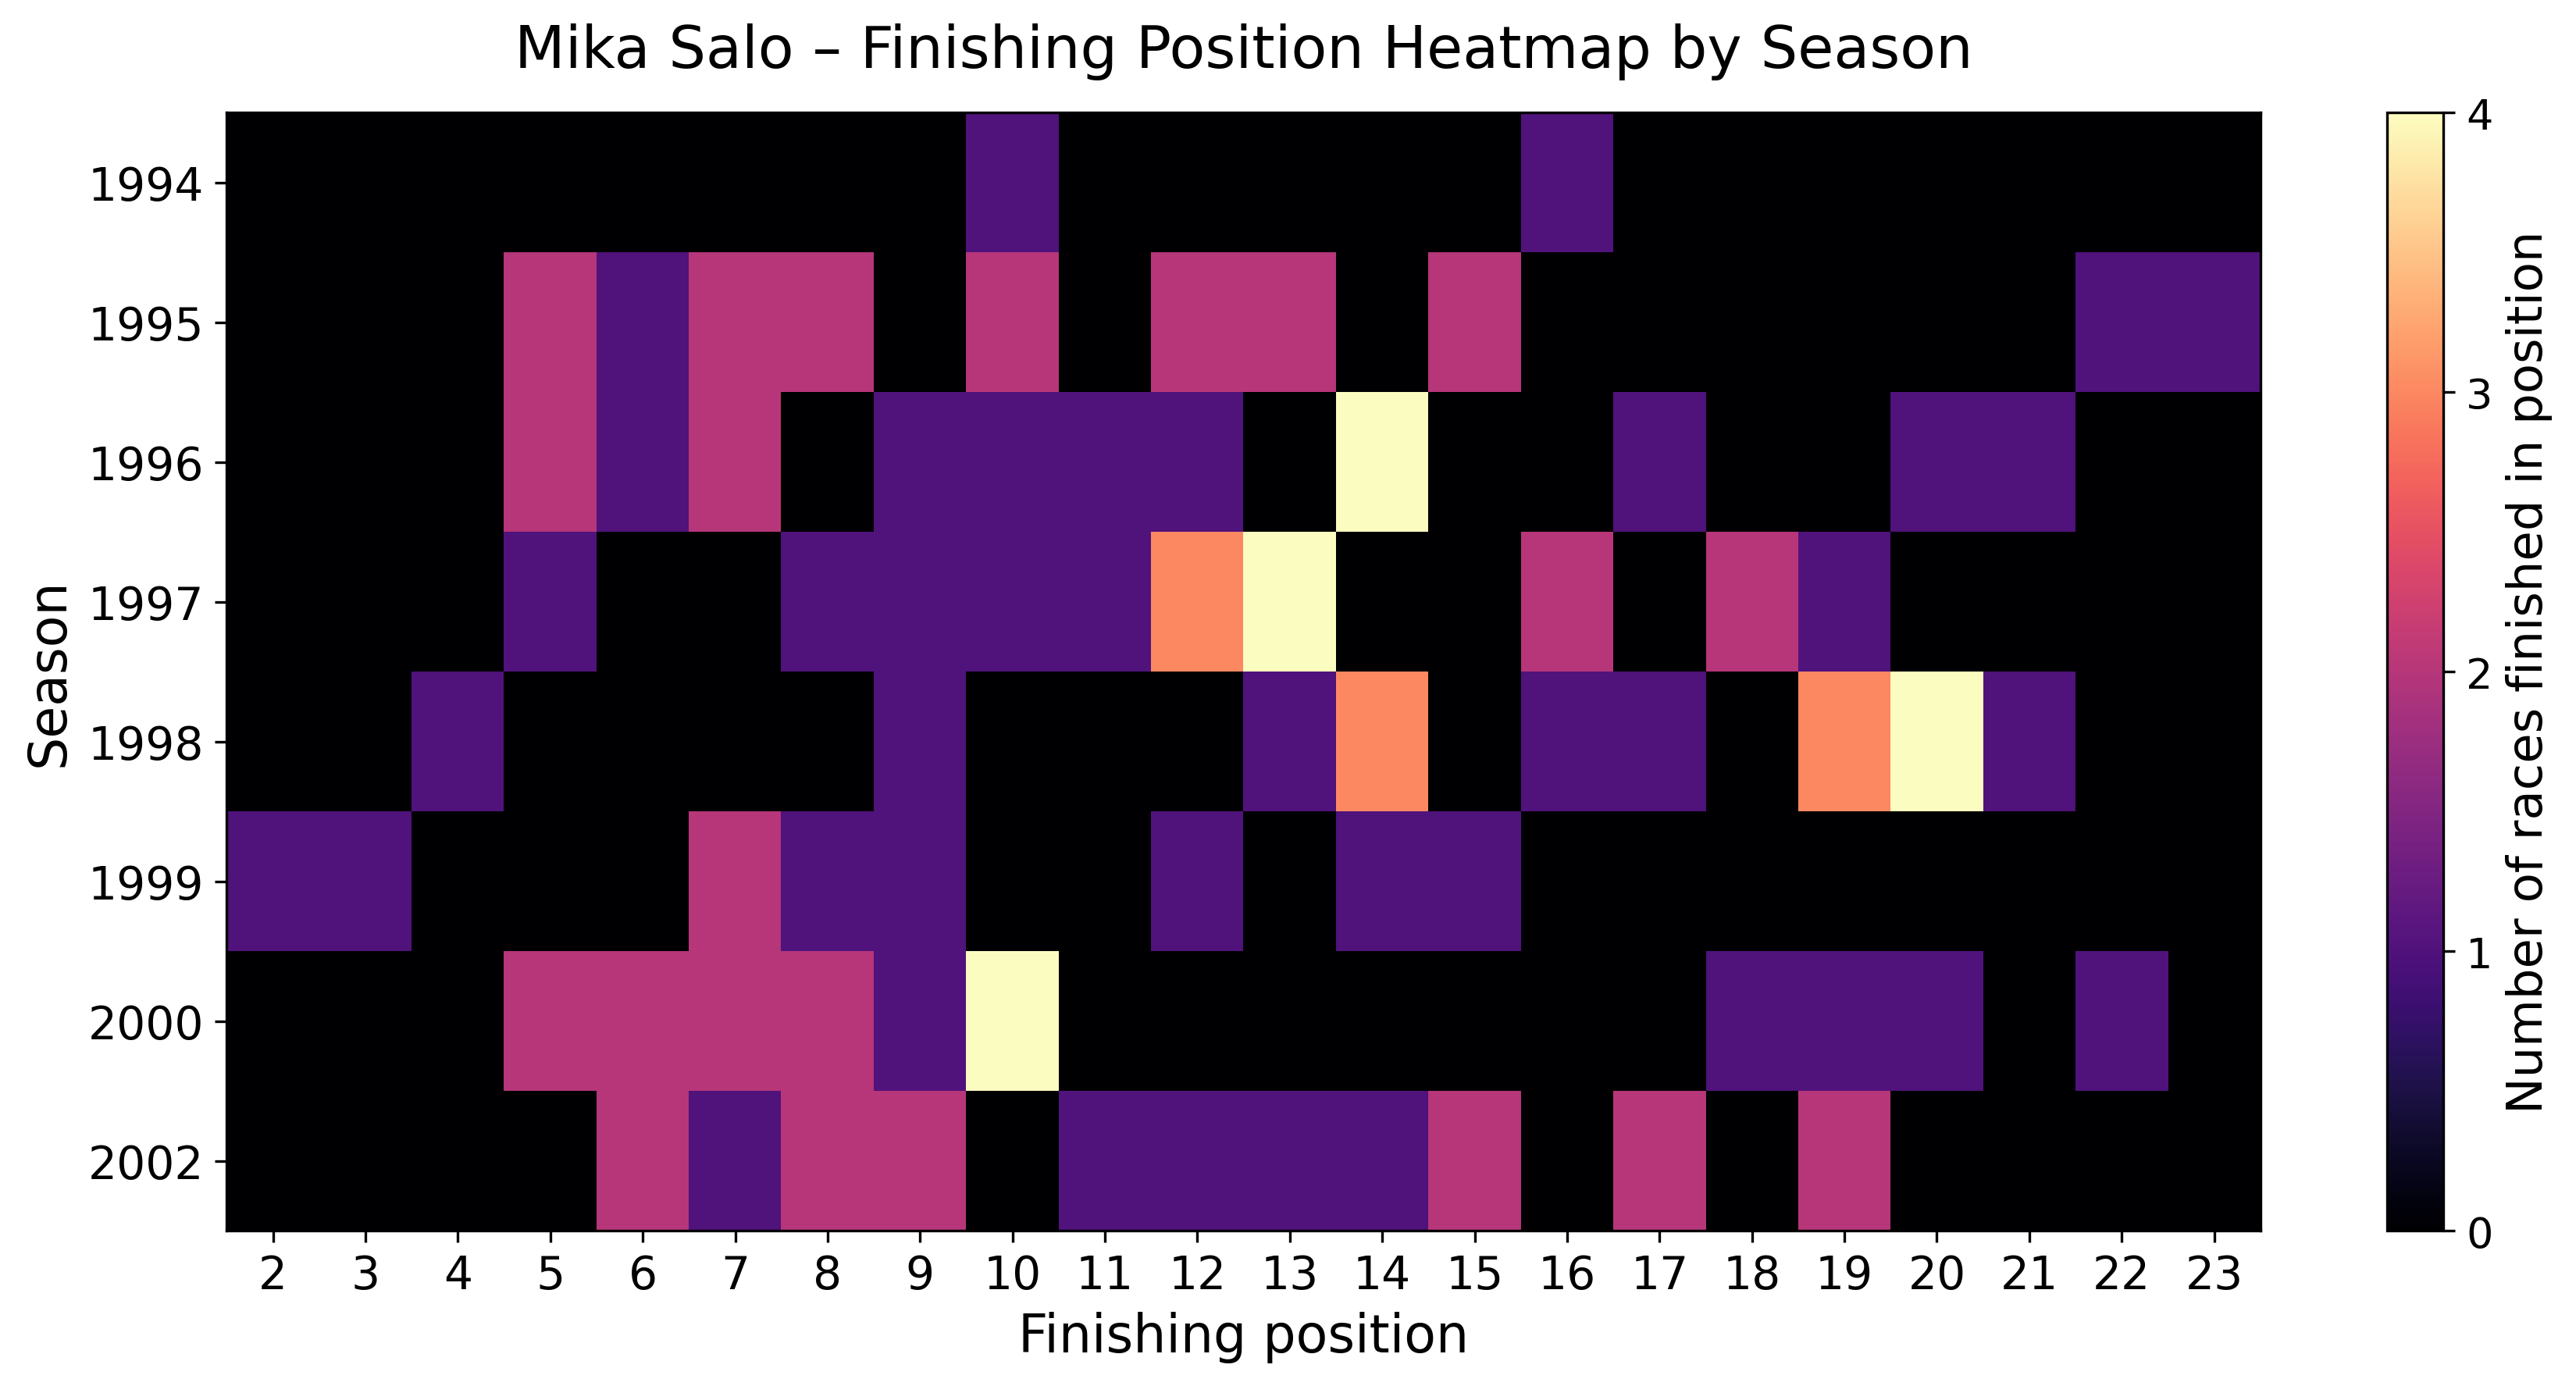 Mika Salo – Finishing Position Heatmap by Season
Season
1994
1995
1996
1997
1998
1999
2000
2002
2 3 4 5 6 7 8 9 10 11 12 13 14 15 16 17 18 19 20 21 22 23
Finishing position
4
3
2
1
0
Number of races finished in position